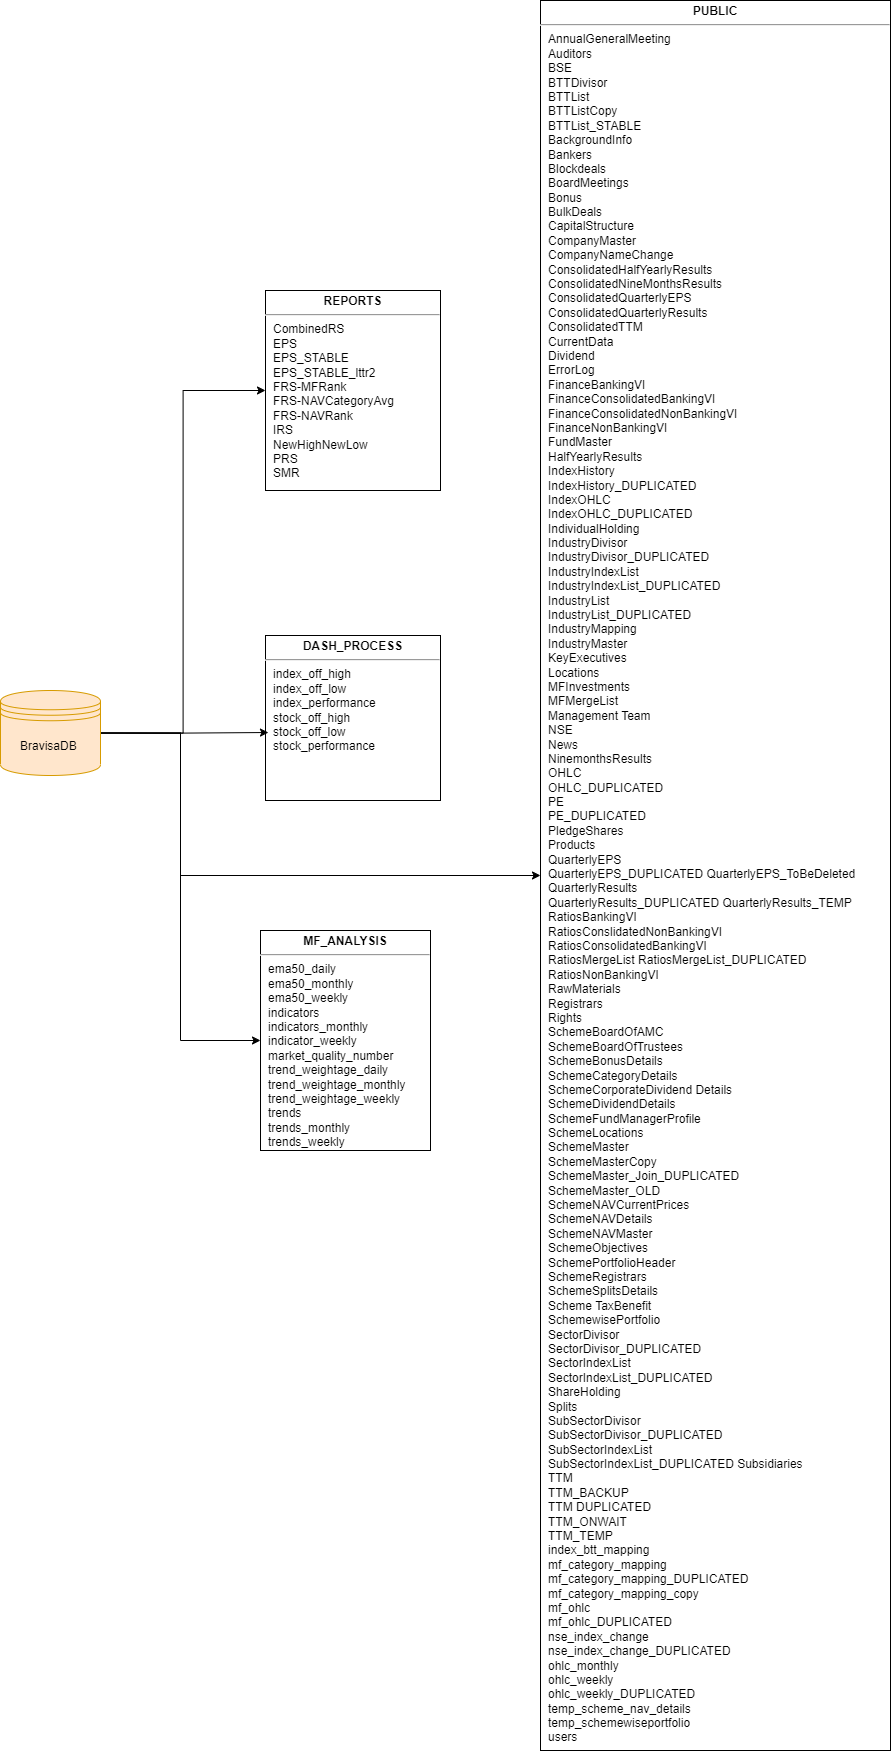 PUBLIC
AnnualGeneralMeeting
Auditors
BSE
BTTDivisor
BTTList
BTTListCopy
BTTList_STABLE
BackgroundInfo
Bankers
Blockdeals
BoardMeetings
Bonus
BulkDeals
CapitalStructure
CompanyMaster
CompanyNameChange
ConsolidatedHalfYearlyResults
ConsolidatedNineMonthsResults
ConsolidatedQuarterlyEPS
ConsolidatedQuarterlyResults
ConsolidatedTTM
CurrentData
Dividend
ErrorLog
FinanceBankingVI
FinanceConsolidatedBankingVI
FinanceConsolidatedNonBankingVI
FinanceNonBankingVI
FundMaster
HalfYearlyResults
IndexHistory
IndexHistory_DUPLICATED
IndexOHLC
IndexOHLC_DUPLICATED
IndividualHolding
IndustryDivisor
IndustryDivisor_DUPLICATED
IndustryIndexList
IndustryIndexList_DUPLICATED
IndustryList
IndustryList_DUPLICATED
IndustryMapping
IndustryMaster
KeyExecutives
Locations
MFInvestments
MFMergeList
Management Team
NSE
News
NinemonthsResults
OHLC
OHLC_DUPLICATED
PE
PE_DUPLICATED
PledgeShares
Products
QuarterlyEPS
QuarterlyEPS_DUPLICATED QuarterlyEPS_ToBeDeleted
QuarterlyResults
QuarterlyResults_DUPLICATED QuarterlyResults_TEMP
RatiosBankingVI
RatiosConslidatedNonBankingVI
RatiosConsolidatedBankingVI
RatiosMergeList RatiosMergeList_DUPLICATED
RatiosNonBankingVI
RawMaterials
Registrars
Rights
SchemeBoardOfAMC
SchemeBoardOfTrustees
SchemeBonusDetails
SchemeCategoryDetails
SchemeCorporateDividend Details
SchemeDividendDetails
SchemeFundManagerProfile
SchemeLocations
SchemeMaster
SchemeMasterCopy
SchemeMaster_Join_DUPLICATED
SchemeMaster_OLD
SchemeNAVCurrentPrices
SchemeNAVDetails
SchemeNAVMaster
SchemeObjectives
SchemePortfolioHeader
SchemeRegistrars
SchemeSplitsDetails
Scheme TaxBenefit
SchemewisePortfolio
SectorDivisor
SectorDivisor_DUPLICATED
SectorIndexList
SectorIndexList_DUPLICATED
ShareHolding
Splits
SubSectorDivisor
SubSectorDivisor_DUPLICATED
SubSectorIndexList
SubSectorIndexList_DUPLICATED Subsidiaries
TTM
TTM_BACKUP
TTM DUPLICATED
TTM_ONWAIT
TTM_TEMP
index_btt_mapping
mf_category_mapping
mf_category_mapping_DUPLICATED
mf_category_mapping_copy
mf_ohlc
mf_ohlc_DUPLICATED
nse_index_change
nse_index_change_DUPLICATED
ohlc_monthly
ohlc_weekly
ohlc_weekly_DUPLICATED
temp_scheme_nav_details
temp_schemewiseportfolio
users
REPORTS
CombinedRS
EPS
EPS_STABLE
EPS_STABLE_lttr2
FRS-MFRank
FRS-NAVCategoryAvg
FRS-NAVRank
IRS
NewHighNewLow
PRS
SMR
DASH_PROCESS
index_off_high
index_off_low
index_performance
stock_off_high
stock_off_low
stock_performance
BravisaDB
MF_ANALYSIS
ema50_daily
ema50_monthly
ema50_weekly
indicators
indicators_monthly
indicator_weekly
market_quality_number
trend_weightage_daily
trend_weightage_monthly
trend_weightage_weekly
trends
trends_monthly
trends_weekly